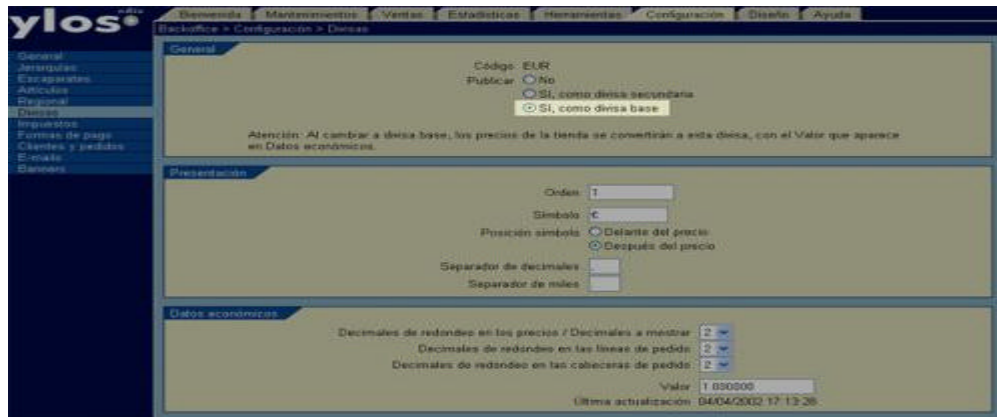 ylos
Bienvenida Mantenimientos Ventas Estadísticas Herramientas Configuración Diseño Ayuda
Backoffice > Configuración > Divisas
General
Jerarquías
Escaparates
Artículos
Regional
Divisas
Impuestos
Formas de pago
Clientes y pedidos
E-mails
Banners
General
Código EUR
Publicar No
Sí, como divisa secundaria
Sí, como divisa base
Atención: Al cambiar a divisa base, los precios de la tienda se convertirán a esta divisa, con el Valor que aparece
en Datos económicos.
Presentación
Orden 1
Símbolo €
Posición símbolo Delante del precio
Después del precio
Separador de decimales
Separador de miles
Datos económicos
Decimales de redondeo en los precios / Decimales a mostrar 2
Decimales de redondeo en las líneas de pedido 2
Decimales de redondeo en las cabeceras de pedido 2
Valor
Última actualización 04/04/2002 17:13:28